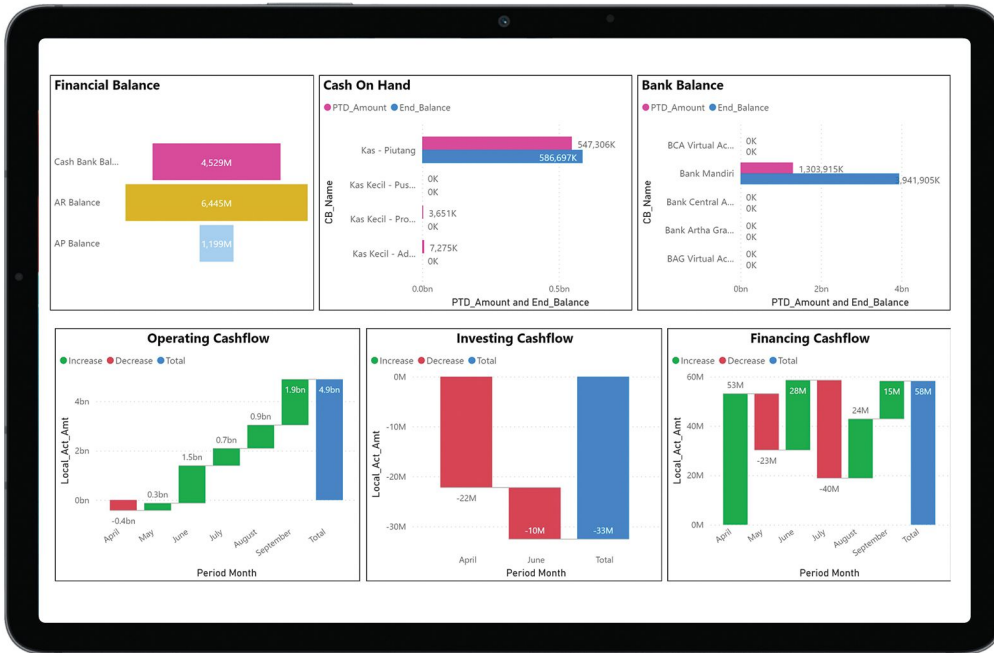 Financial Balance
Cash Bank Bal...
4,529M
AR Balance
6,445M
AP Balance
1,199M
Cash On Hand
PTD_Amount End_Balance
CB_Name
Kas - Piutang
547,306K
586,697K
Kas Kecil - Pus...
0K
0K
Kas Kecil - Pro...
3,651K
0K
Kas Kecil - Ad...
7,275K
0K
0.0bn 0.5bn
PTD_Amount and End_Balance
Bank Balance
PTD_Amount End_Balance
CB_Name
BCA Virtual Ac...
0K
0K
Bank Mandiri
1,303,915K
,941,905K
Bank Central A...
0K
0K
Bank Artha Gra...
0K
0K
BAG Virtual Ac...
0K
0K
0bn 2bn 4bn
PTD_Amount and End_Balance
Operating Cashflow
Increase Decrease Total
Local_Act_Amt
4bn
2bn
0bn
-0.4bn
0.3bn
1.5bn
0.7bn
0.9bn
1.9bn
4.9bn
April May June July August September Total
Period Month
Investing Cashflow
Increase Decrease Total
Local_Act_Amt
0M
-10M
-20M
-30M
-22M
-10M
-33M
April June Total
Period Month
Financing Cashflow
Increase Decrease Total
Local_Act_Amt
60M
40M
20M
0M
53M
-23M
28M
-40M
24M
15M
58M
April May June July August September Total
Period Month